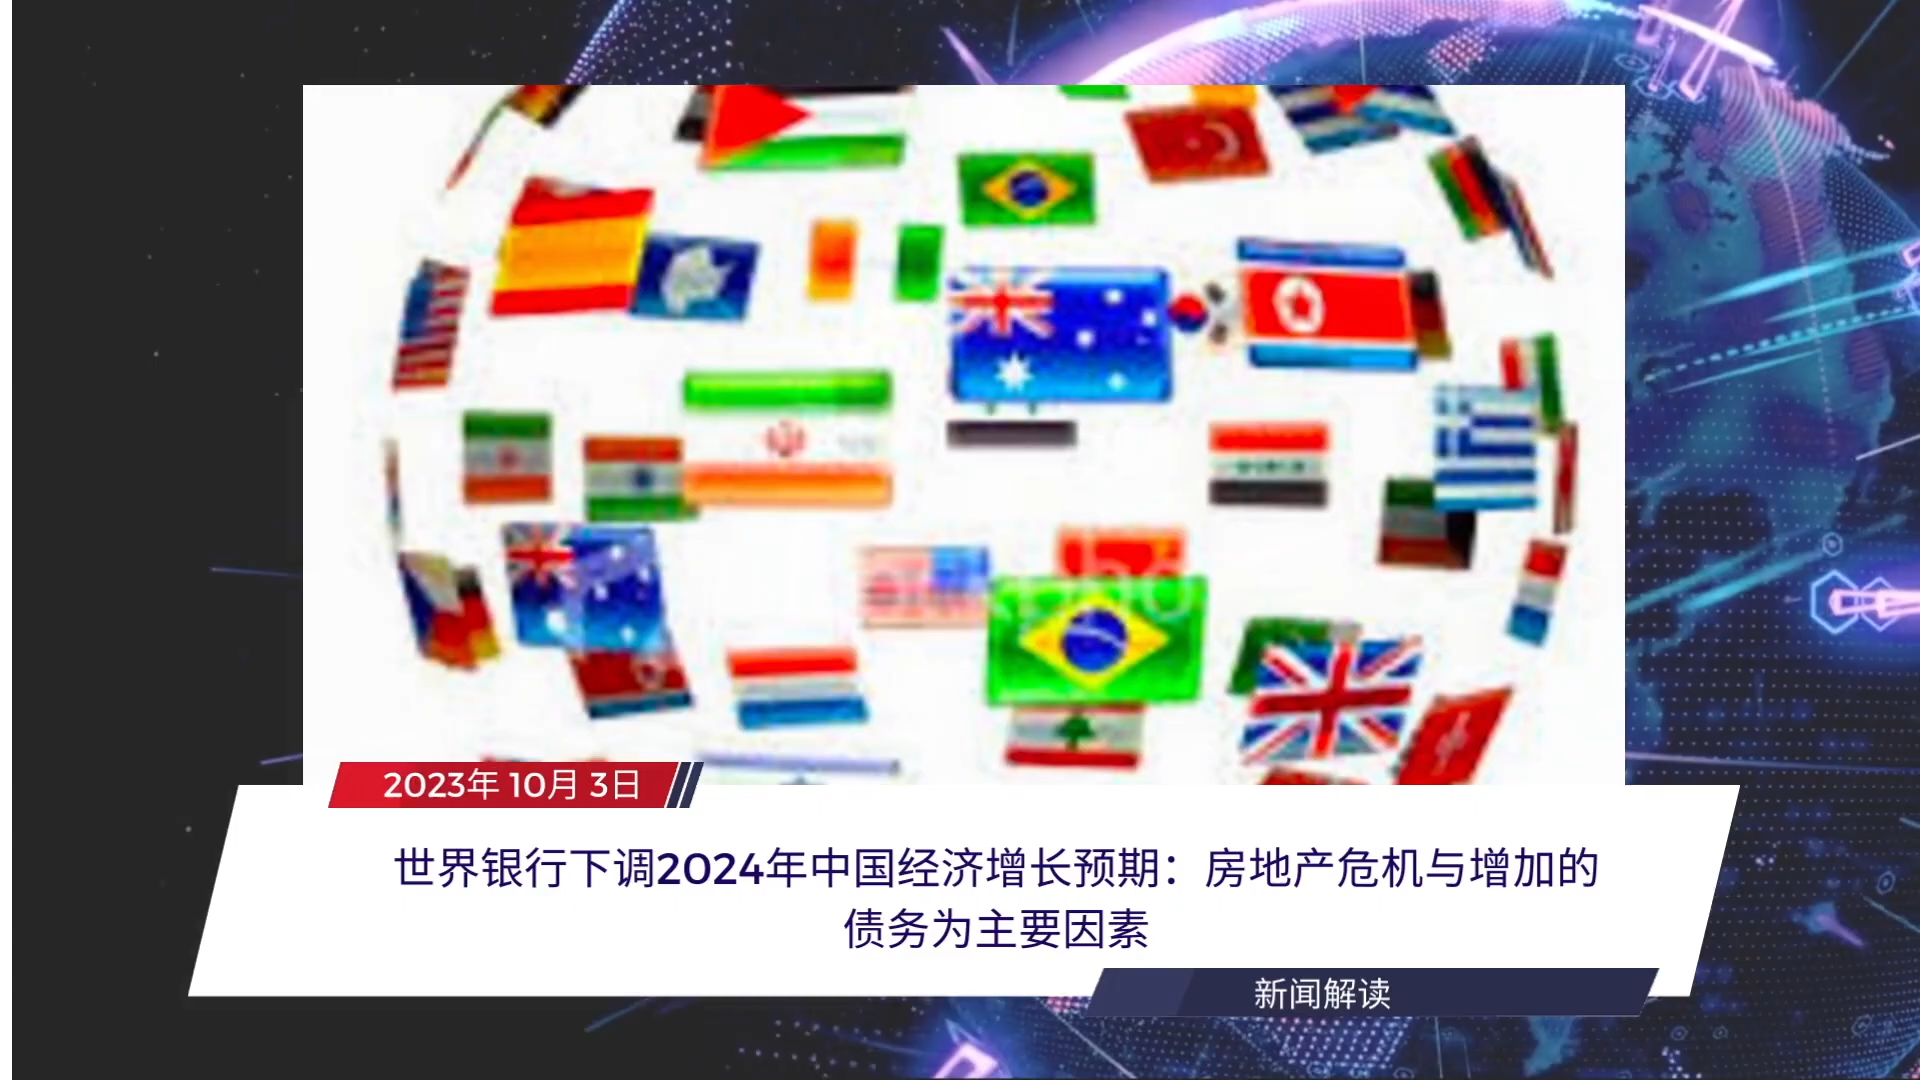 2023年 10月 3日
世界银行下调2024年中国经济增长预期：房地产危机与增加的
债务为主要因素
新闻解读